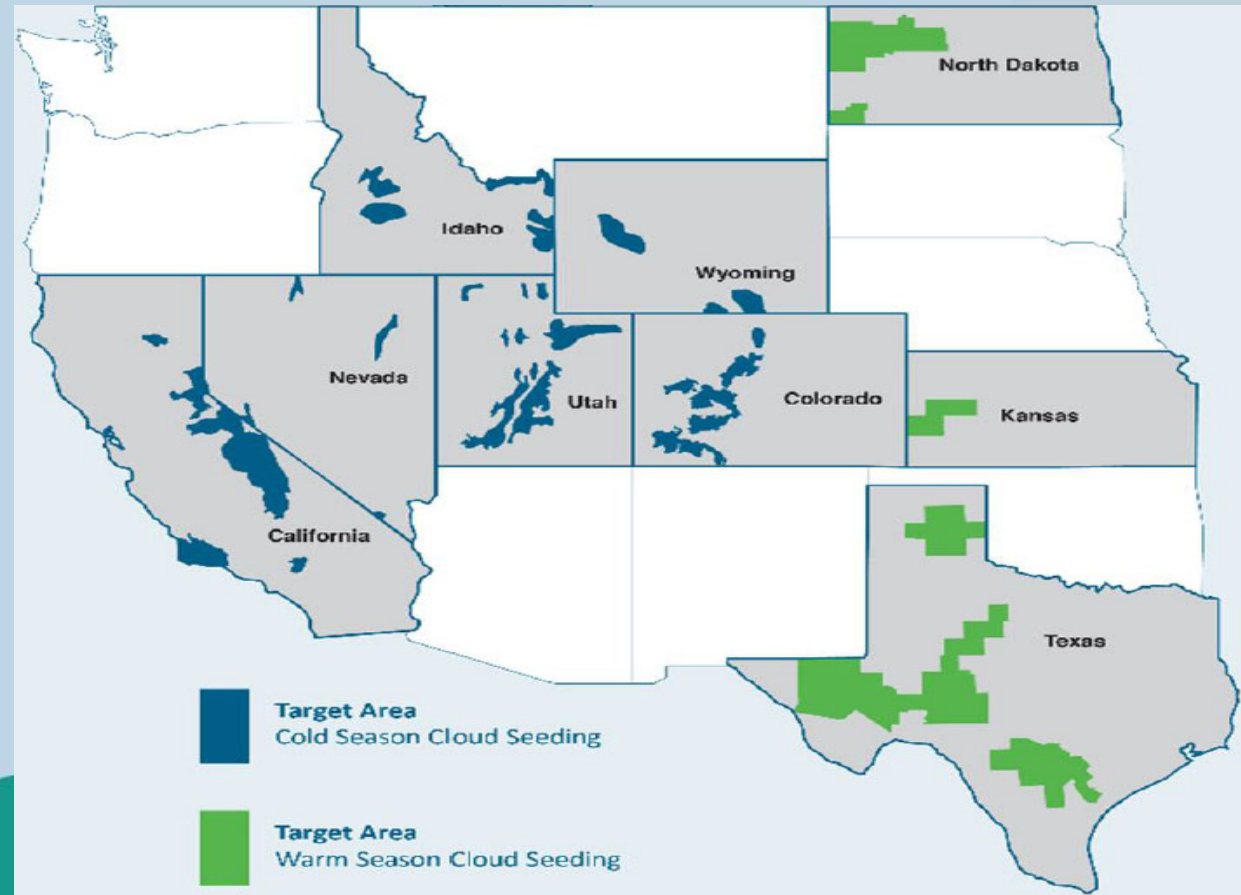 North Dakota
Idaho
Wyoming
Nevada
Utah
Colorado
Kansas
California
Texas
Target Area
Cold Season Cloud Seeding
Target Area
Warm Season Cloud Seeding